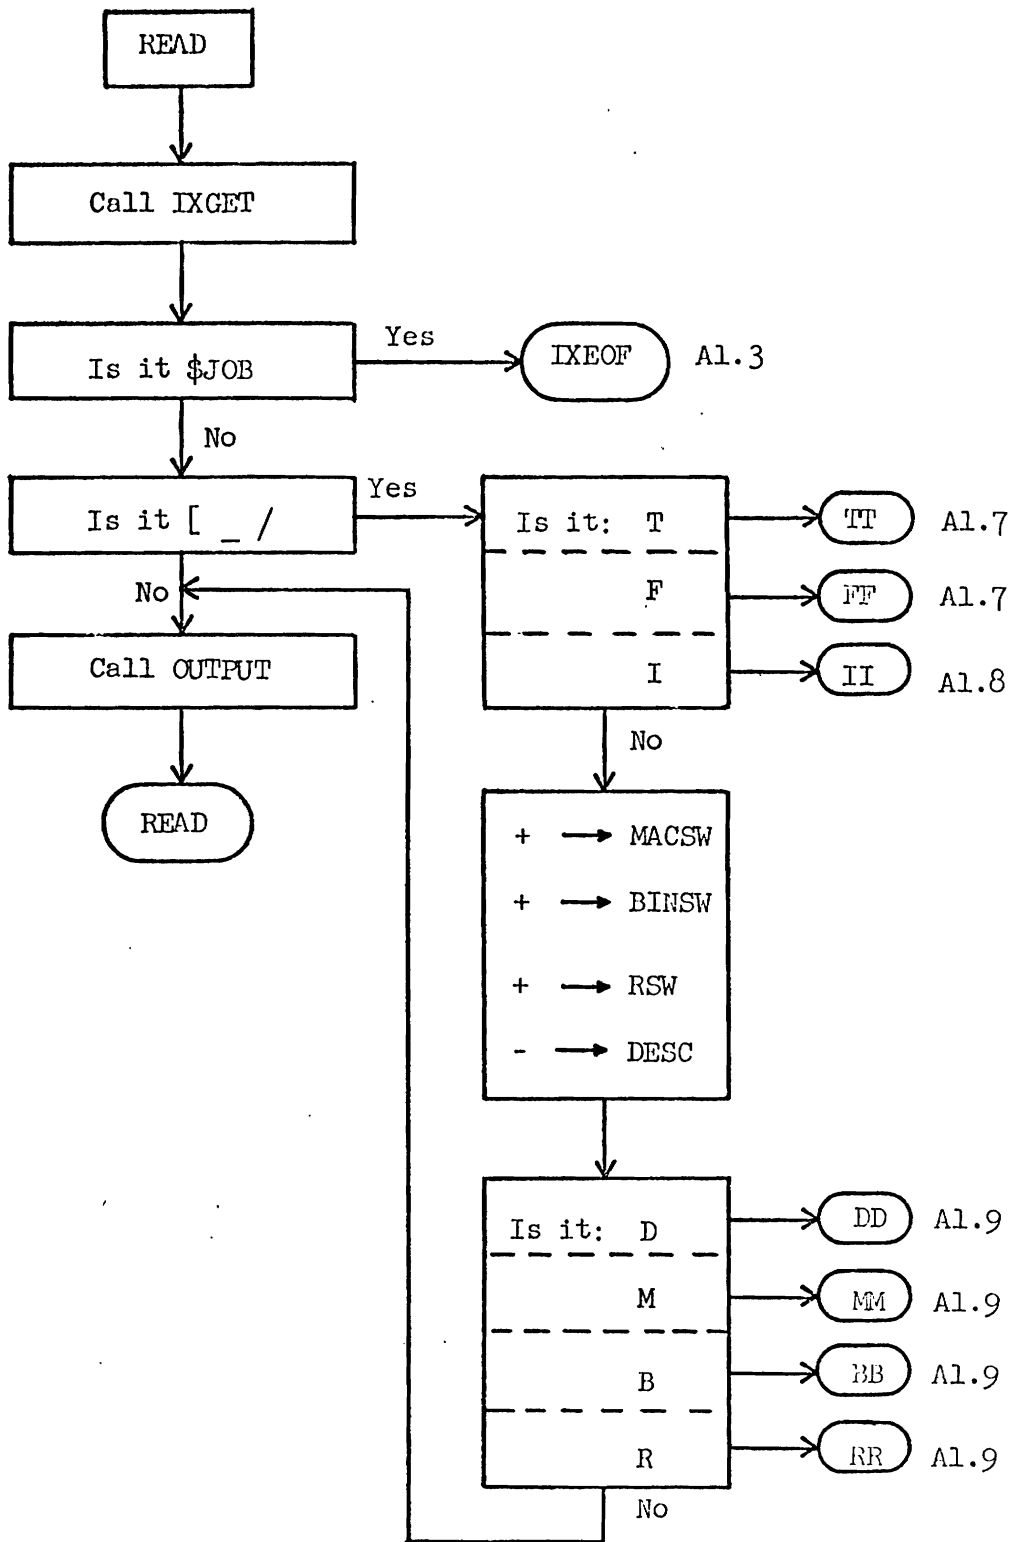 READ
Call IXGET
Is it $JOB
Yes
IXEOF
A1.3
No
Is it [ _ /
Yes
Is it: T
TT
A1.7
F
FF
A1.7
I
II
A1.8
No
Call OUTPUT
READ
No
+ → MACSW
+ → BINSW
+ → RSW
- → DESC
Is it: D
DD
A1.9
M
MM
A1.9
B
BB
A1.9
R
RR
A1.9
No